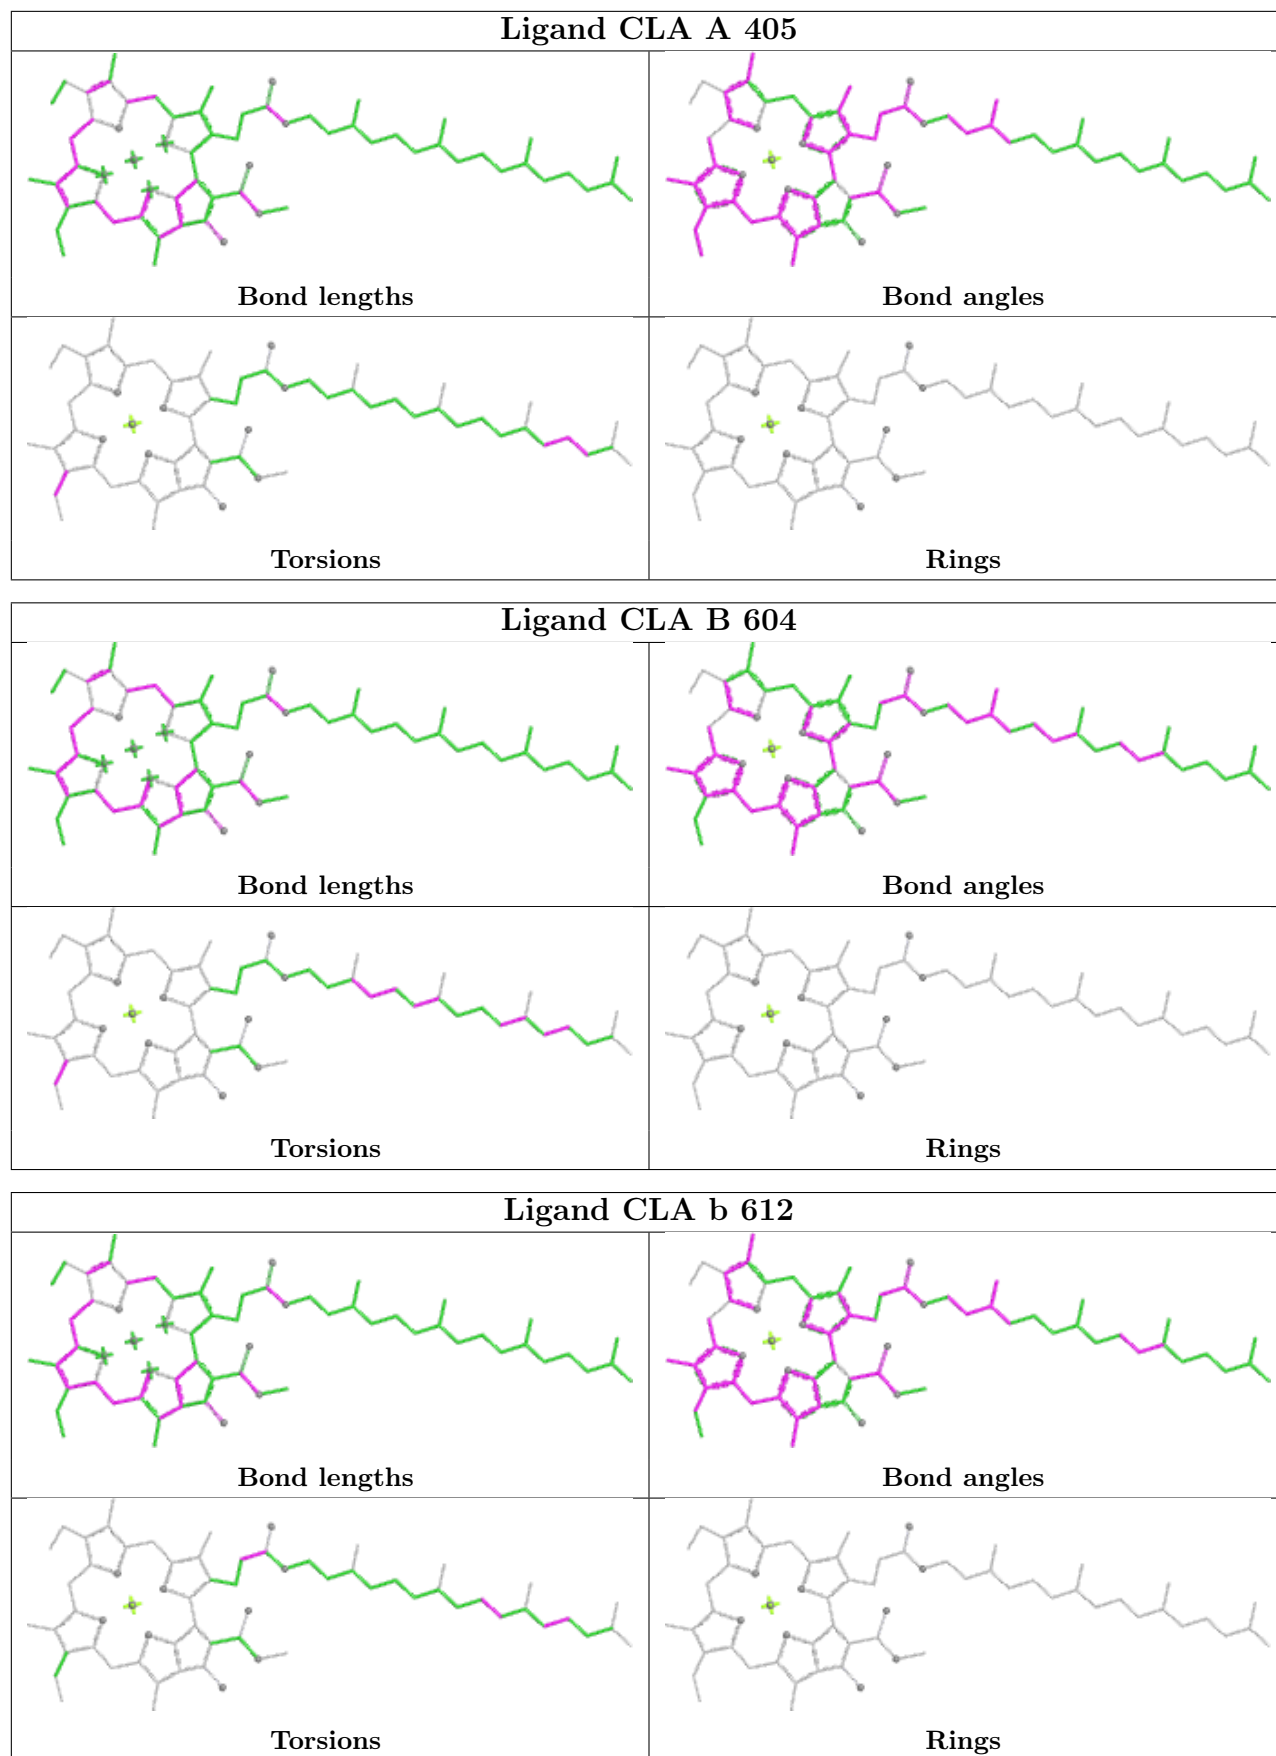 Ligand CLA A 405
Bond lengths
Bond angles
Torsions
Rings
Ligand CLA B 604
Bond lengths
Bond angles
Torsions
Rings
Ligand CLA b 612
Bond lengths
Bond angles
Torsions
Rings